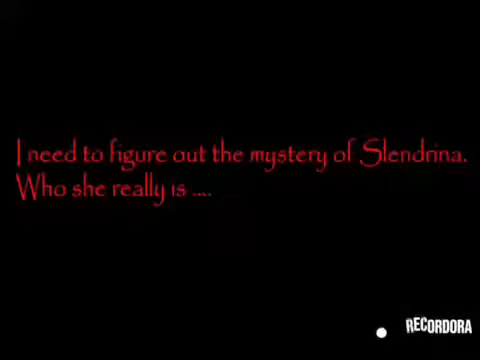 I need to figure out the mystery of Slendrina.
Who she really is ....
RECORDORA